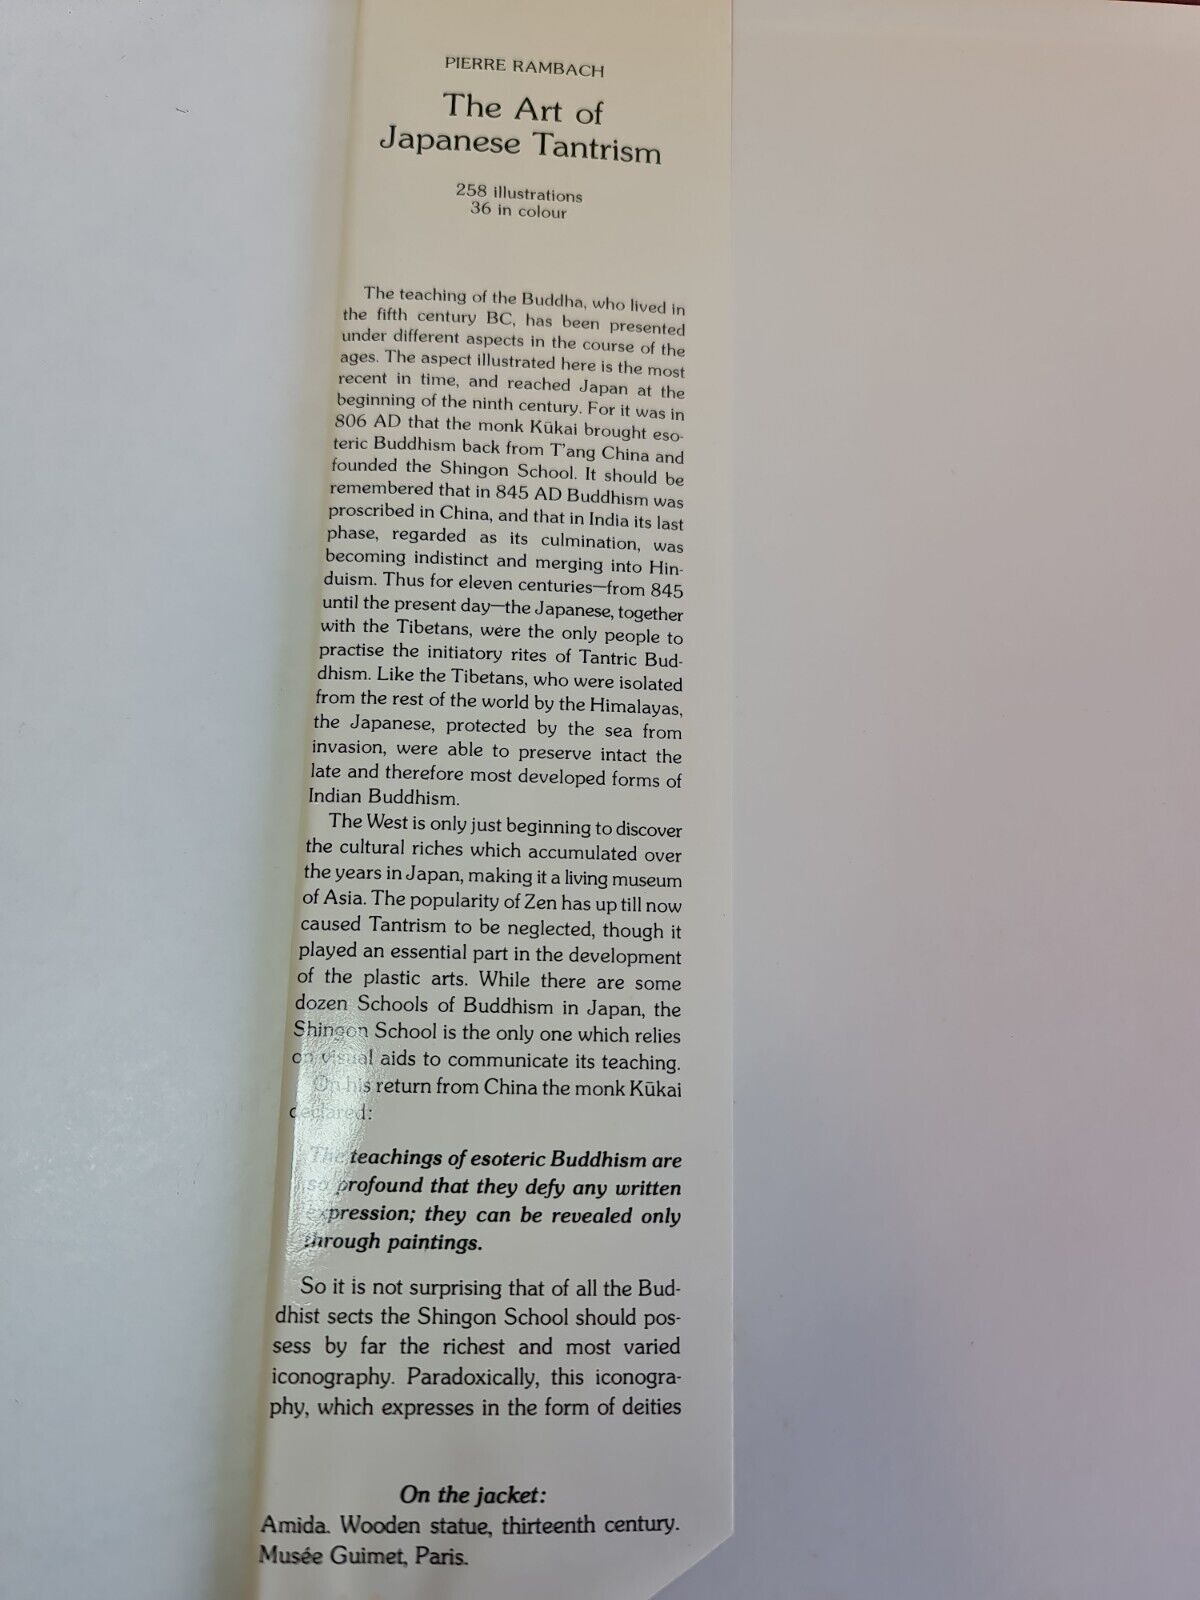 PIERRE RAMBACH
The Art of
Japanese Tantrism
258 illustrations
36 in colour
The teaching of the Buddha, who lived in
the fifth century BC, has been presented
under different aspects in the course of the
ages. The aspect illustrated here is the most
recent in time, and reached Japan at the
beginning of the ninth century. For it was in
806 AD that the monk Kūkai brought eso-
teric Buddhism back from T'ang China and
founded the Shingon School. It should be
remembered that in 845 AD Buddhism was
proscribed in China, and that in India its last
phase, regarded as its culmination, was
becoming indistinct and merging into Hin-
duism. Thus for eleven centuries—from 845
until the present day—the Japanese, together
with the Tibetans, were the only people to
practise the initiatory rites of Tantric Bud-
dhism. Like the Tibetans, who were isolated
from the rest of the world by the Himalayas,
the Japanese, protected by the sea from
invasion, were able to preserve intact the
late and therefore most developed forms of
Indian Buddhism.
The West is only just beginning to discover
the cultural riches which accumulated over
the years in Japan, making it a living museum
of Asia. The popularity of Zen has up till now
caused Tantrism to be neglected, though it
played an essential part in the development
of the plastic arts. While there are some
dozen Schools of Buddhism in Japan, the
Shingon School is the only one which relies
on visual aids to communicate its teaching.
On his return from China the monk Kūkai
declared:
The teachings of esoteric Buddhism are
so profound that they defy any written
expression; they can be revealed only
through paintings.
So it is not surprising that of all the Bud-
dhist sects the Shingon School should pos-
sess by far the richest and most varied
iconography. Paradoxically, this iconogra-
phy, which expresses in the form of deities
On the jacket:
Amida. Wooden statue, thirteenth century.
Musée Guimet, Paris.